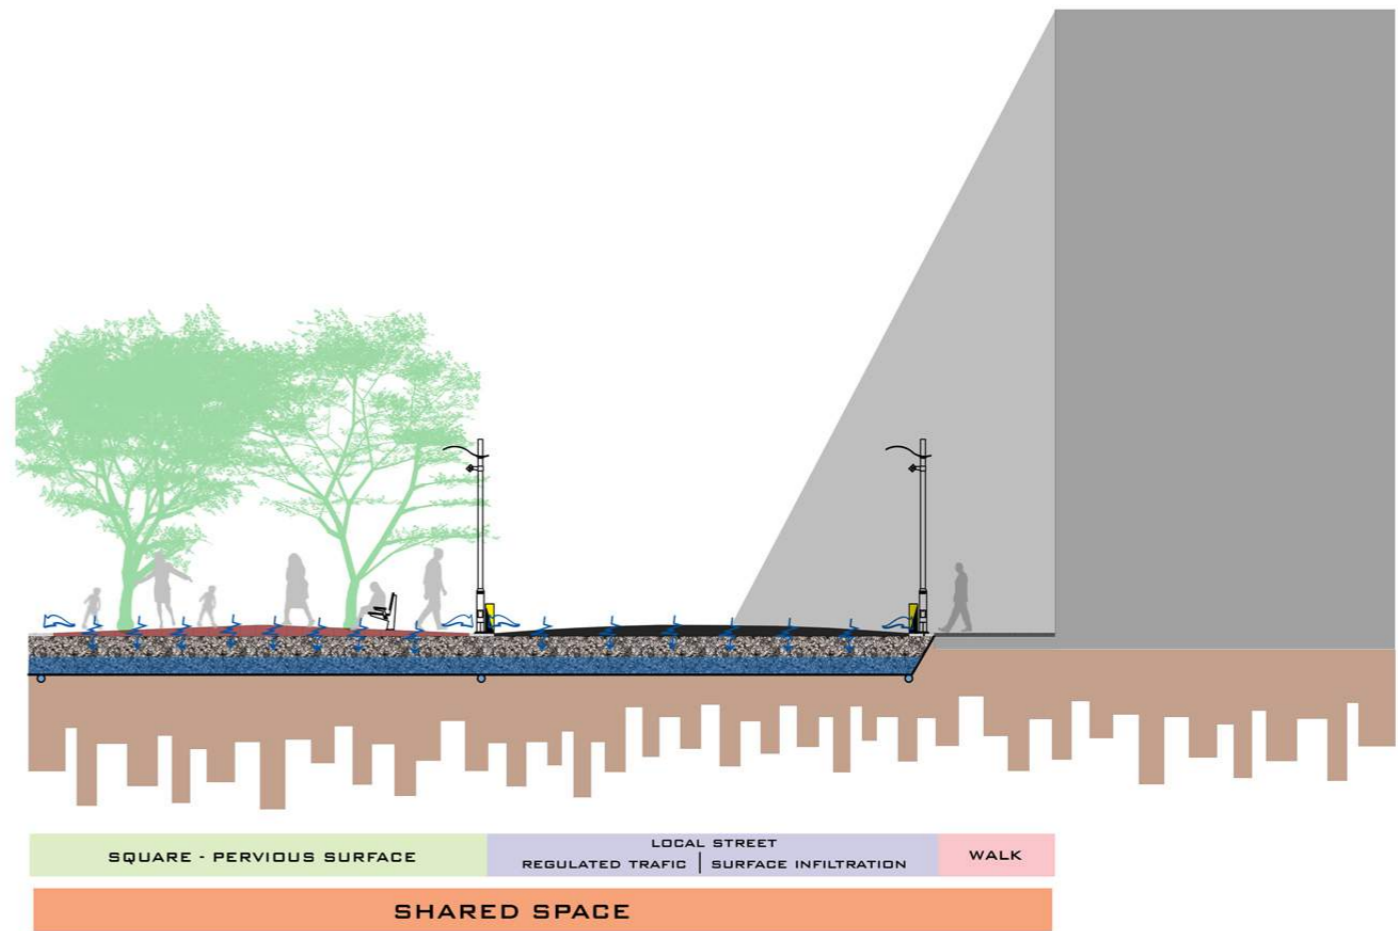 SQUARE - PERVIOUS SURFACE
LOCAL STREET
REGULATED TRAFIC | SURFACE INFILTRATION
WALK
SHARED SPACE